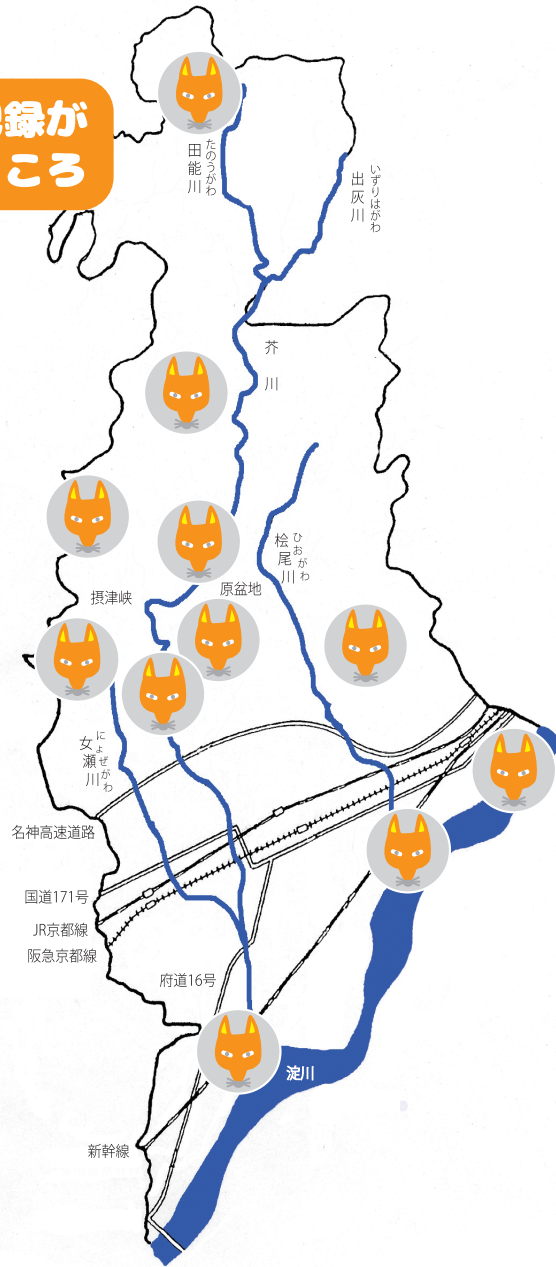 録が
ころ
田能川
たのうがわ
出灰川
いずりはがわ
芥川
桧尾川
ひおがわ
原盆地
摂津峡
女瀬川
にょぜがわ
名神高速道路
国道171号
JR京都線
阪急京都線
府道16号
淀川
新幹線